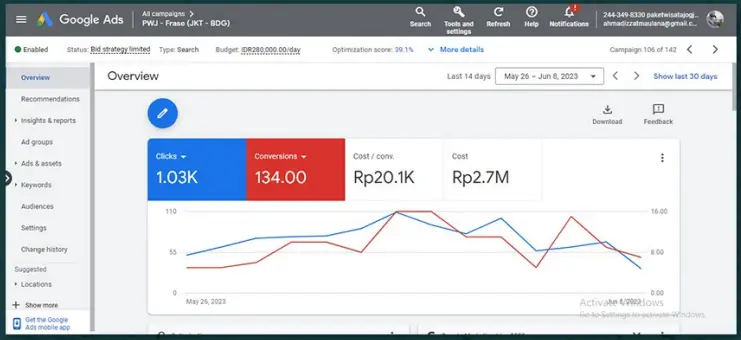 Google Ads
All campaigns
PWJ - Frase (JKT - BDG)
Search
Tools and settings
Refresh
Help
Notifications
244-349-8330 paketwisatajogj...
ahmadizzatmaulana@gmail.c...
Enabled
Status: Bid strategy limited
Type: Search
Budget: IDR280,000.00/day
Optimization score: 39.1%
More details
Campaign 106 of 142
Overview
Recommendations
Insights & reports
Ad groups
Ads & assets
Keywords
Audiences
Settings
Change history
Suggested
Locations
Show more
Get the Google
Ads mobile app
Overview
Last 14 days
May 26 – Jun 8, 2023
Show last 30 days
Download
Feedback
Clicks
1.03K
Conversions
134.00
Cost / conv.
Rp20.1K
Cost
Rp2.7M
110
55
0
16.00
8.00
0.00
May 26, 2023
Jun 8, 2023
Activate Windows
Go to Settings to activate Windows.